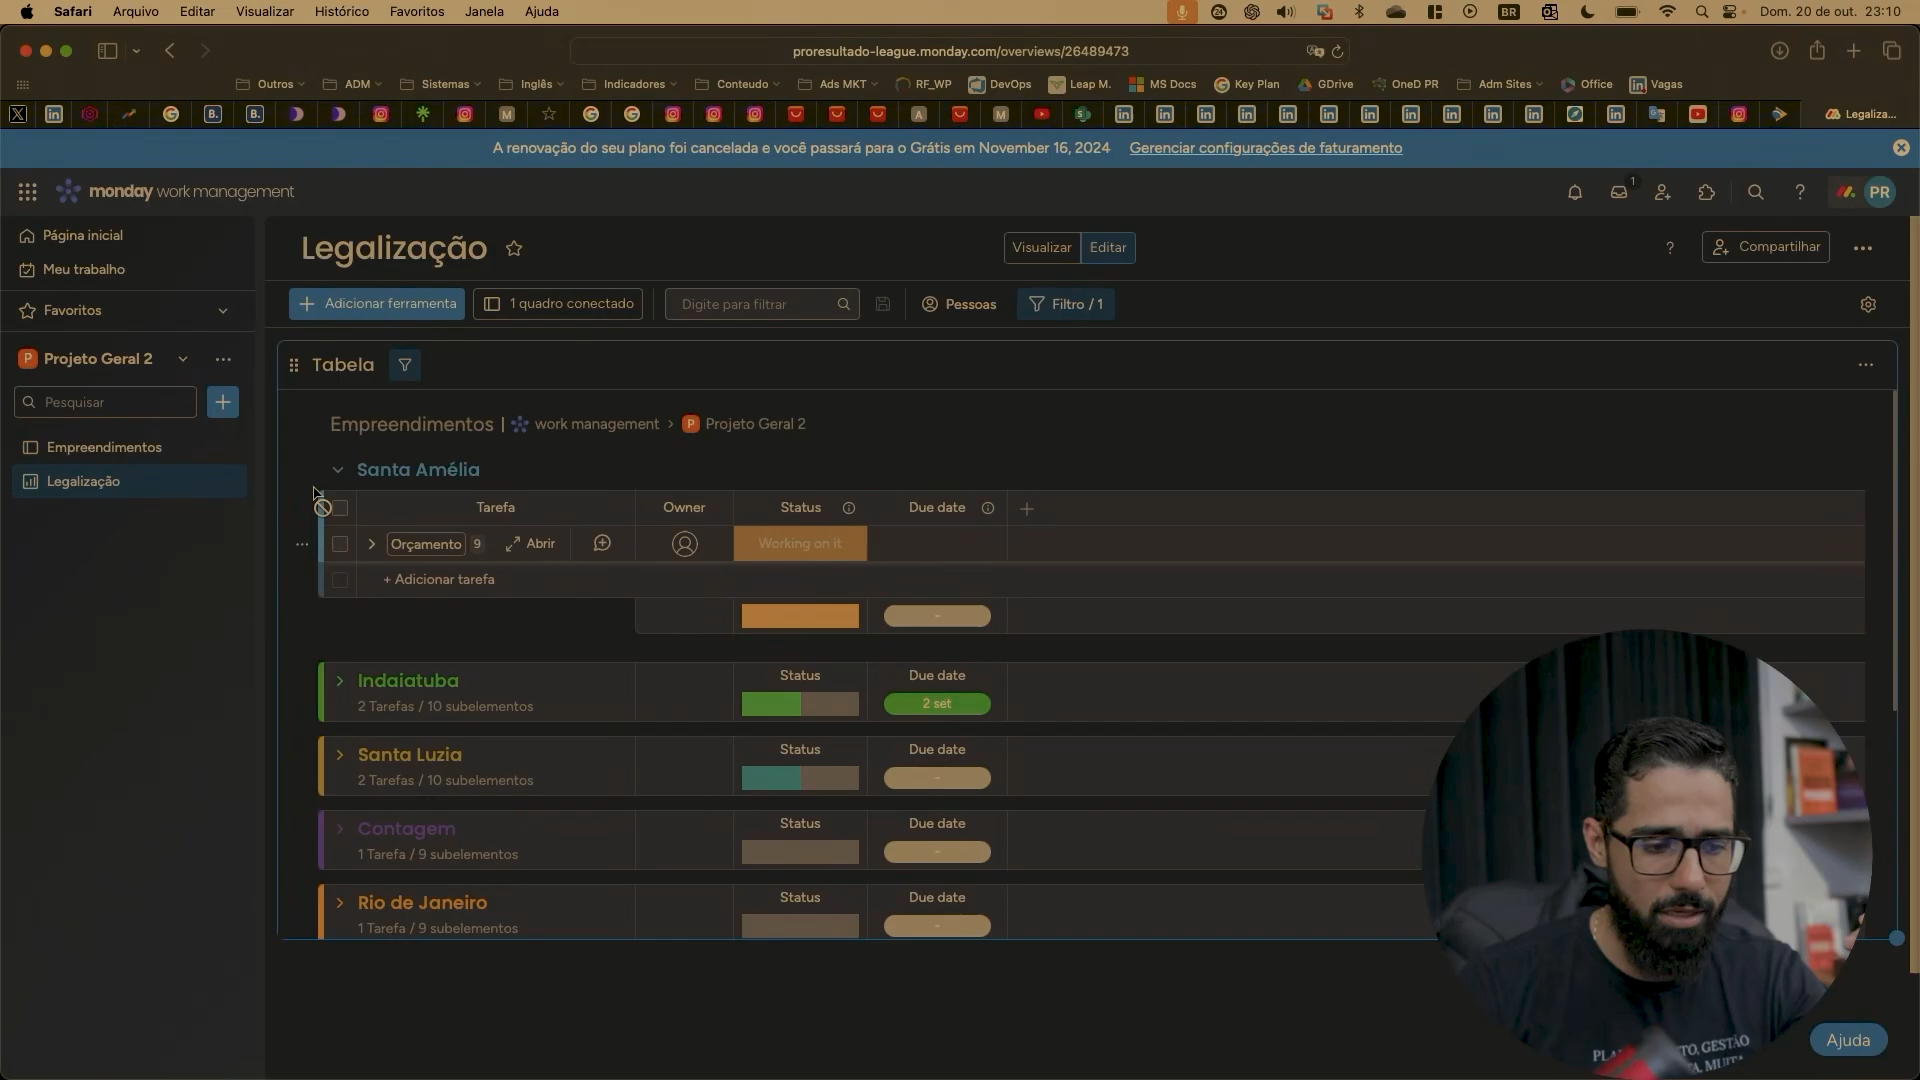 Safari Arquivo Editar Visualizar Histórico Favoritos Janela Ajuda
BR Dom. 20 de out. 23:10
proresultado-league.monday.com/overviews/26489473
Outros ADM Sistemas Inglês Indicadores Conteudo Ads MKT RF_WP DevOps Leap M. MS Docs Key Plan GDrive OneD PR Adm Sites Office Vagas
Legaliza...
A renovação do seu plano foi cancelada e você passará para o Grátis em November 16, 2024 Gerenciar configurações de faturamento
monday work management
1
PR
Página inicial
Meu trabalho
Favoritos
P Projeto Geral 2
Pesquisar
Empreendimentos
Legalização
Legalização
Visualizar Editar
? Compartilhar
Adicionar ferramenta 1 quadro conectado Digite para filtrar Pessoas Filtro / 1
Tabela
Empreendimentos | work management > P Projeto Geral 2
Santa Amélia
Tarefa Owner Status Due date
Orçamento 9 Abrir Working on it
+ Adicionar tarefa
-
Indaiatuba Status Due date
2 Tarefas / 10 subelementos 2 set
Santa Luzia Status Due date
2 Tarefas / 10 subelementos -
Contagem Status Due date
1 Tarefa / 9 subelementos -
Rio de Janeiro Status Due date
1 Tarefa / 9 subelementos -
Ajuda